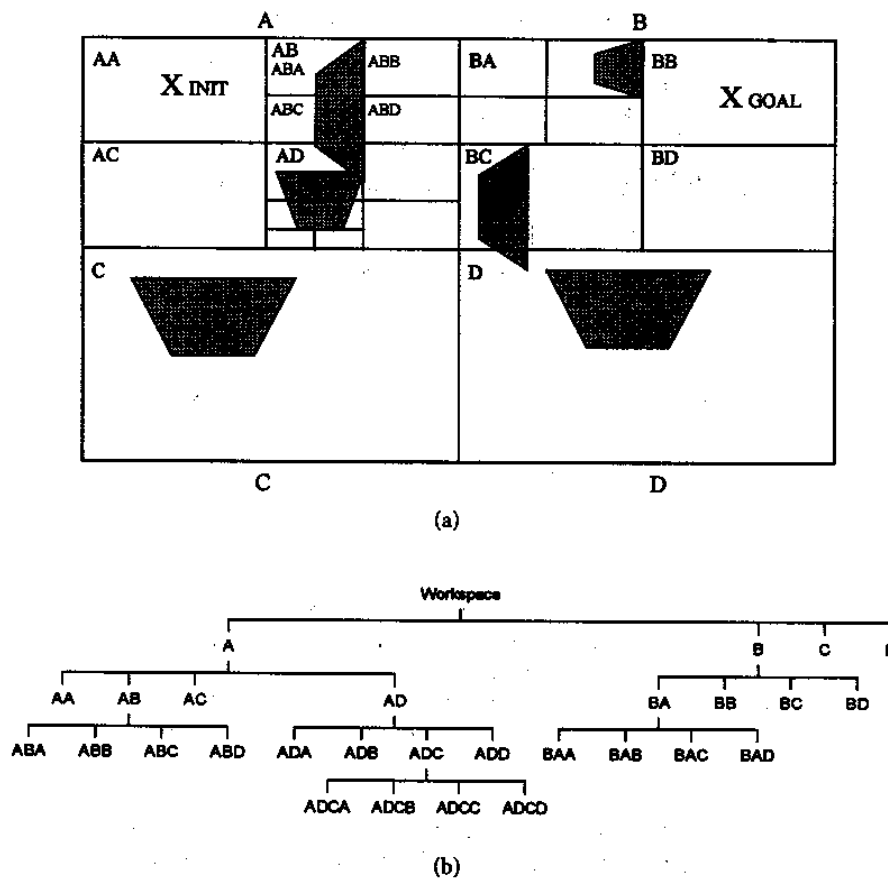 A B
AA AB ABB BA BB
ABA
X INIT X GOAL
ABC ABD
AC AD BC BD
C D
C D
(a)
Workspace
A B C
AA AB AC AD BA BB BC BD
ABA ABB ABC ABD ADA ADB ADC ADD BAA BAB BAC BAD
ADCA ADCB ADCC ADCD
(b)